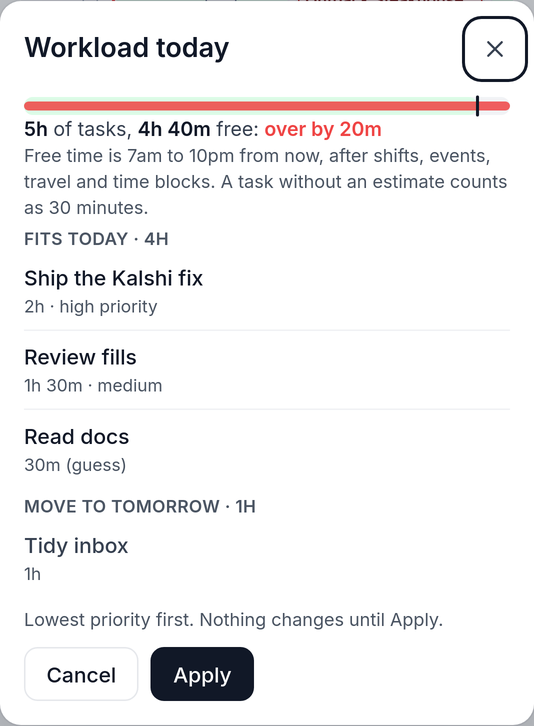 Workload today
5h of tasks, 4h 40m free: over by 20m
Free time is 7am to 10pm from now, after shifts, events,
travel and time blocks. A task without an estimate counts
as 30 minutes.
FITS TODAY · 4H
Ship the Kalshi fix
2h · high priority
Review fills
1h 30m · medium
Read docs
30m (guess)
MOVE TO TOMORROW · 1H
Tidy inbox
1h
Lowest priority first. Nothing changes until Apply.
Cancel Apply